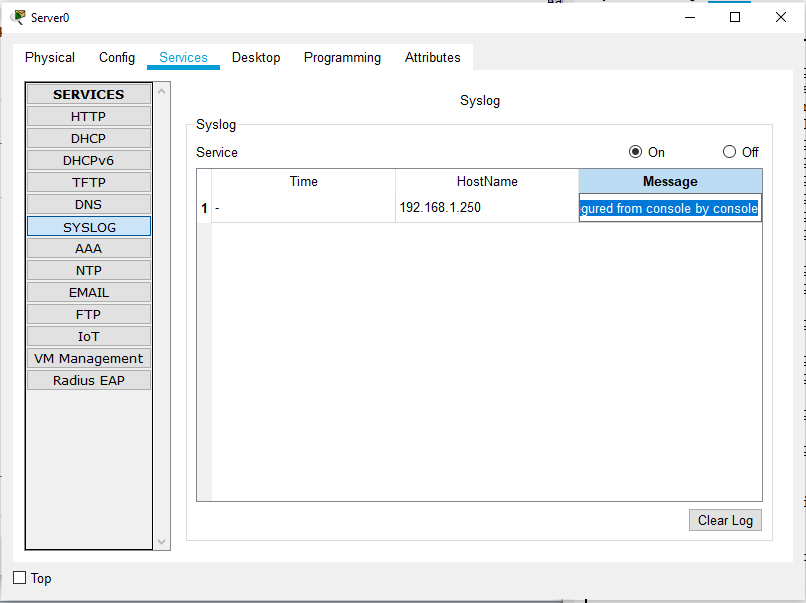 Server0
Physical Config Services Desktop Programming Attributes
SERVICES
HTTP
DHCP
DHCPv6
TFTP
DNS
SYSLOG
AAA
NTP
EMAIL
FTP
IoT
VM Management
Radius EAP
Syslog
Syslog
Service On Off
Time HostName Message
1 - 192.168.1.250 gured from console by console
Clear Log
Top